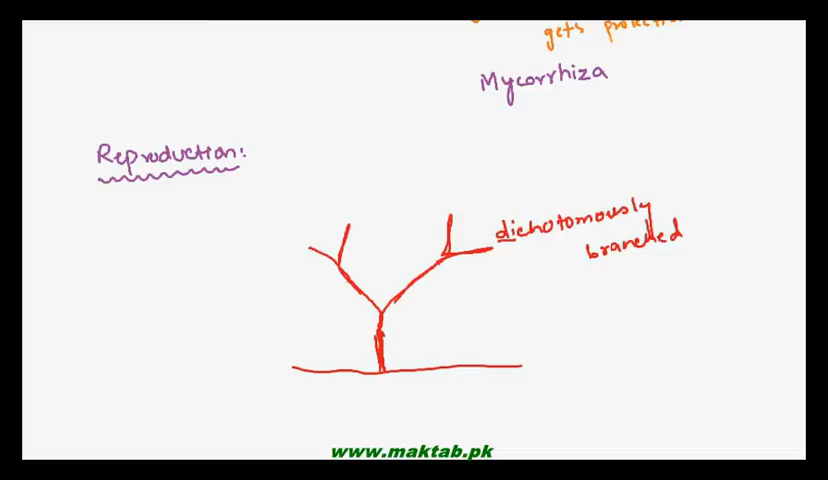 gets
Mycorrhiza
Reproduction:
dichotomously
branched
www.maktab.pk